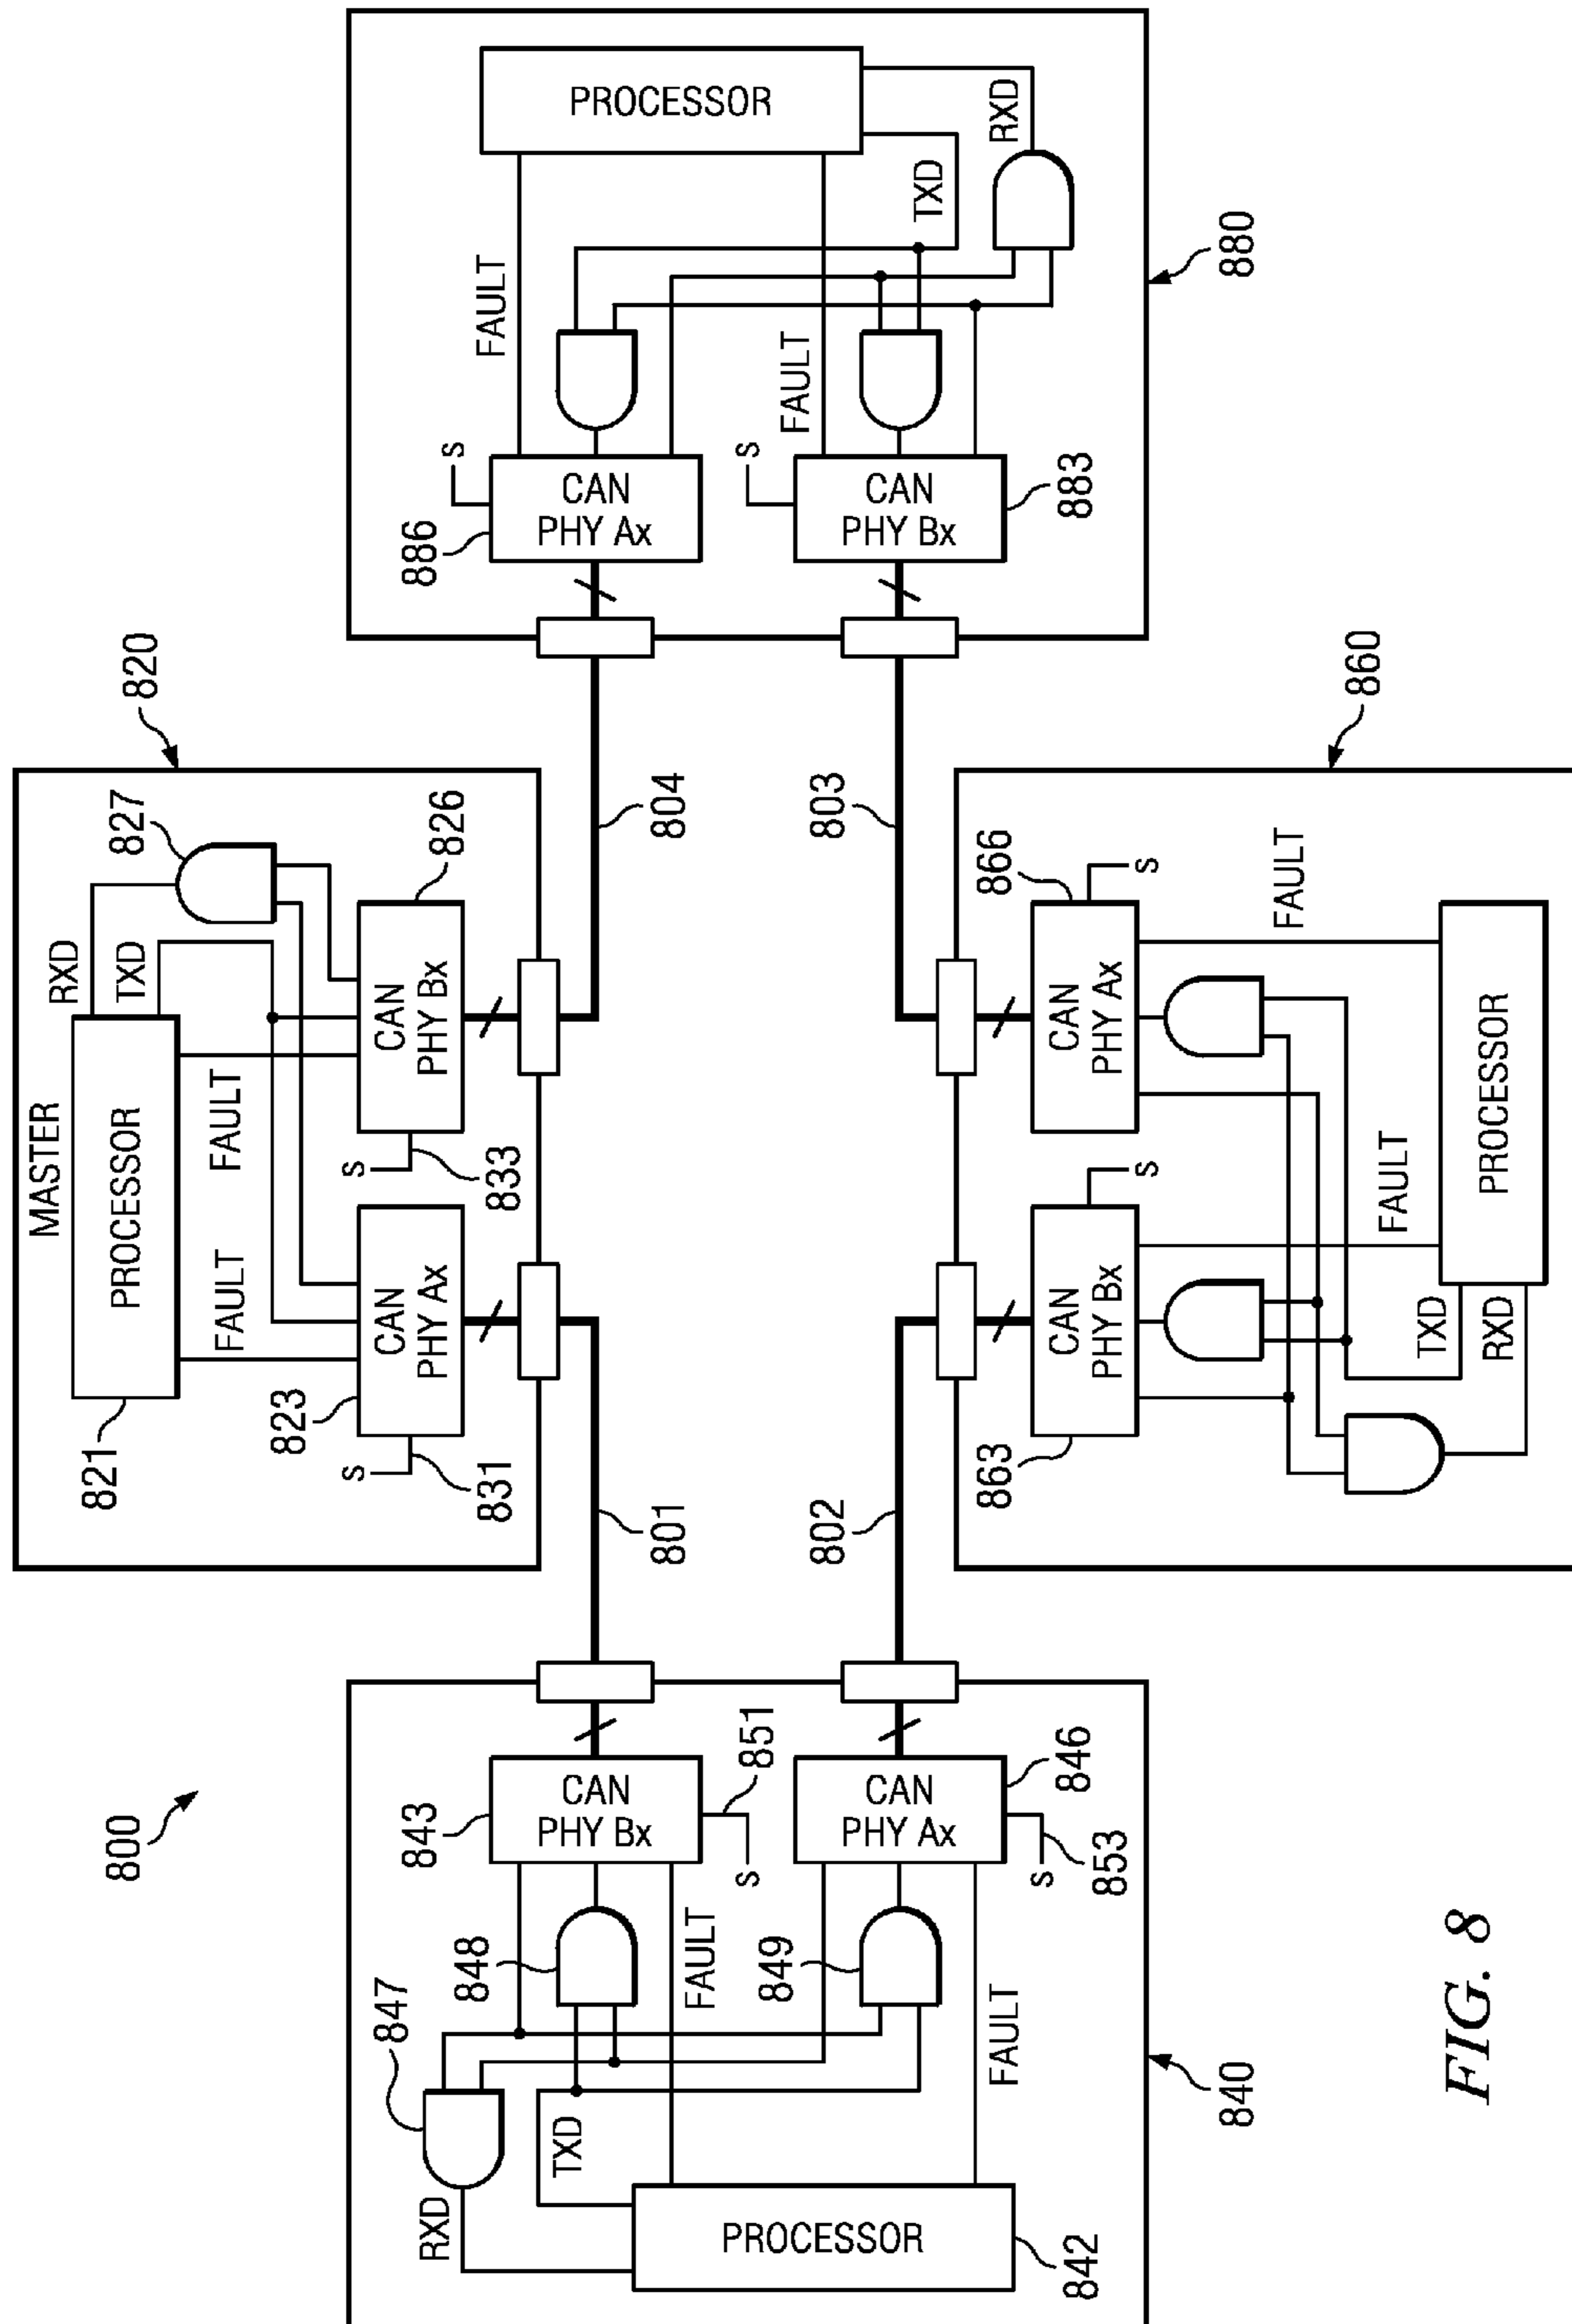 800
MASTER
820
PROCESSOR
821
RXD
TXD
827
FAULT
FAULT
823
CAN
PHY Ax
CAN
PHY Bx
826
s
831
s
833
801
804
840
847
RXD
TXD
848
843
CAN
PHY Bx
851
s
FAULT
849
CAN
PHY Ax
846
s
853
FAULT
PROCESSOR
842
802
803
860
863
CAN
PHY Bx
s
866
CAN
PHY Ax
s
FAULT
FAULT
TXD
RXD
PROCESSOR
880
886
s
CAN
PHY Ax
FAULT
s
CAN
PHY Bx
883
FAULT
TXD
RXD
PROCESSOR
FIG. 8